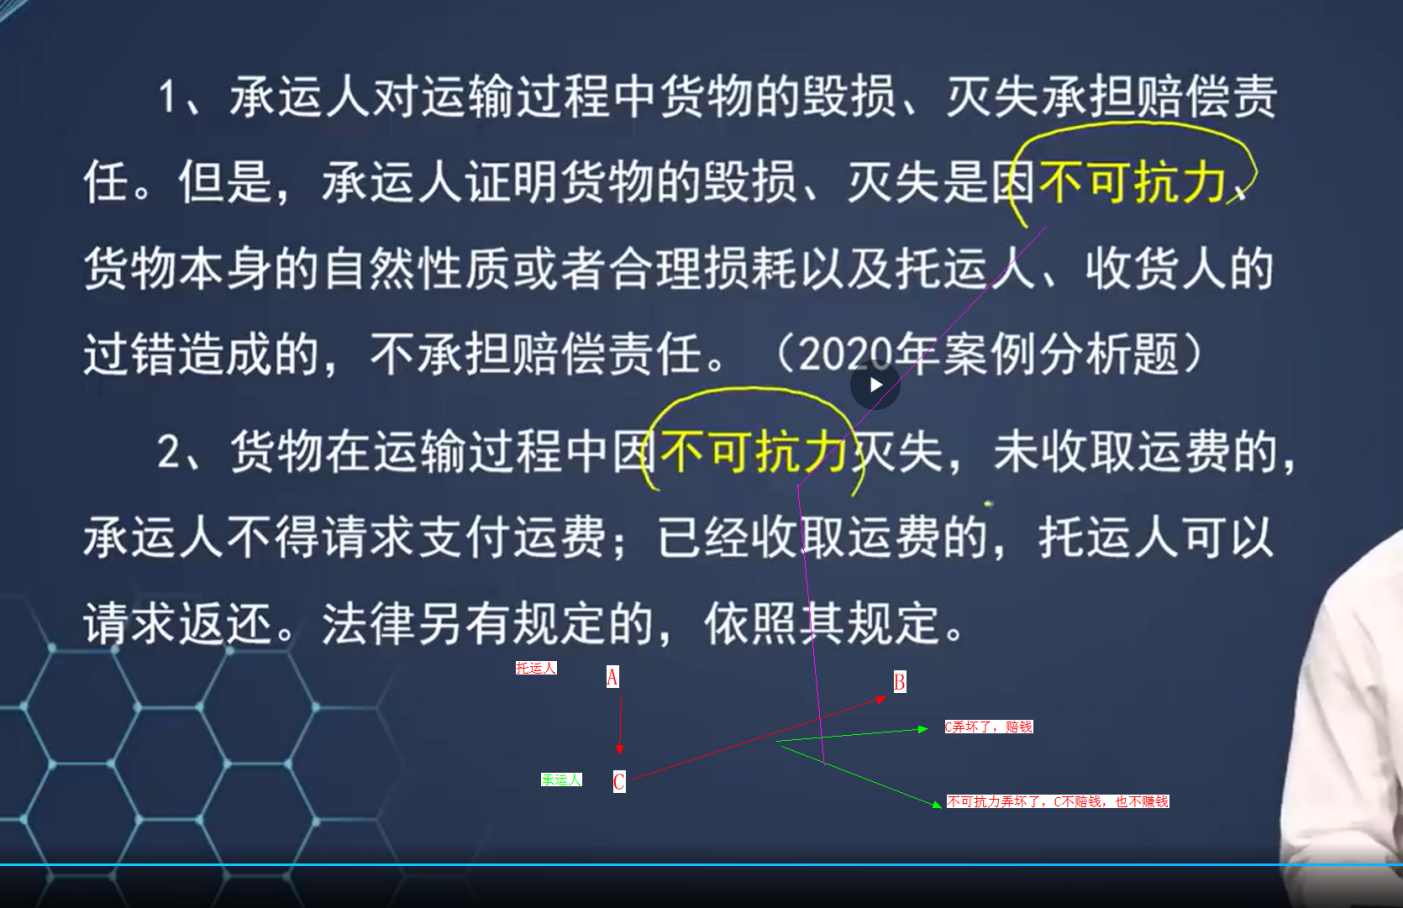 1、承运人对运输过程中货物的毁损、灭失承担赔偿责
任。但是，承运人证明货物的毁损、灭失是因不可抗力、
货物本身的自然性质或者合理损耗以及托运人、收货人的
过错造成的，不承担赔偿责任。（2020年案例分析题）
2、货物在运输过程中因不可抗力灭失，未收取运费的，
承运人不得请求支付运费；已经收取运费的，托运人可以
请求返还。法律另有规定的，依照其规定。
托运人
A
B
C弄坏了，赔钱
承运人
C
不可抗力弄坏了，C不赔钱，也不赚钱